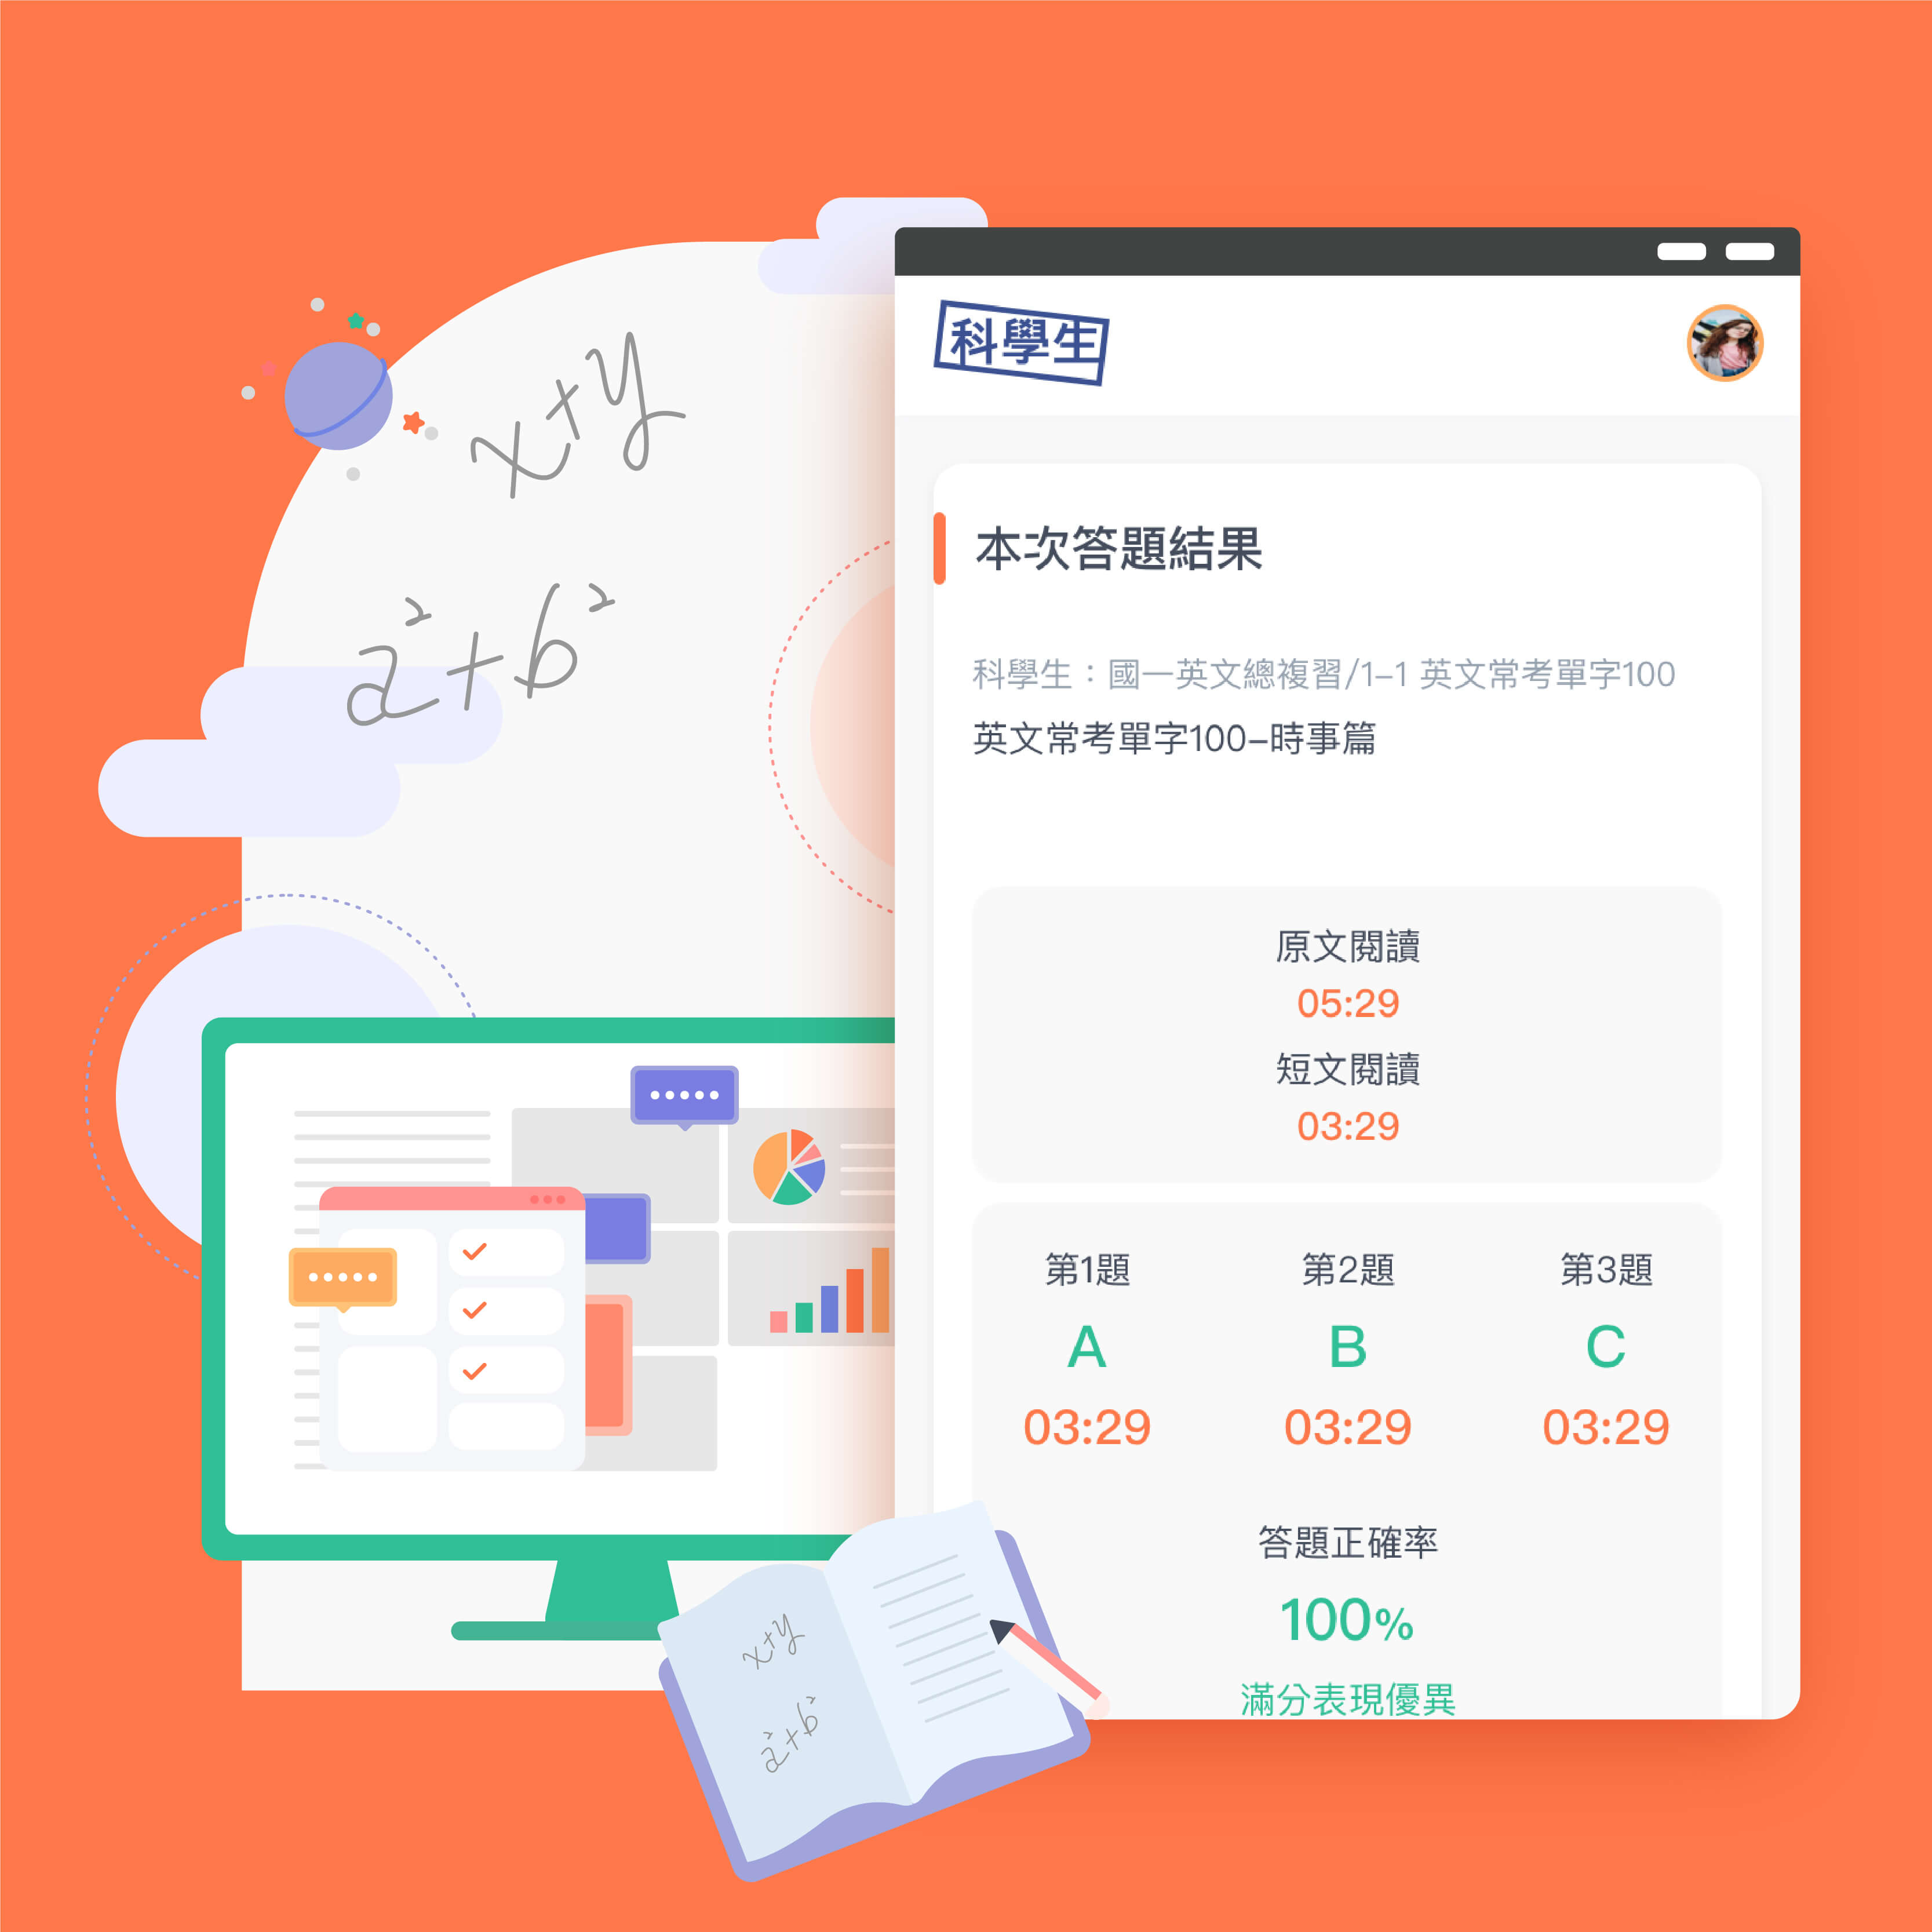 x+y
a²+b²
科學生
本次答題結果
科學生：國一英文總複習/1-1 英文常考單字100
英文常考單字100-時事篇
原文閱讀
05:29
短文閱讀
03:29
第1題 第2題 第3題
A B C
03:29 03:29 03:29
答題正確率
100%
滿分表現優異
x+y
a²+b²